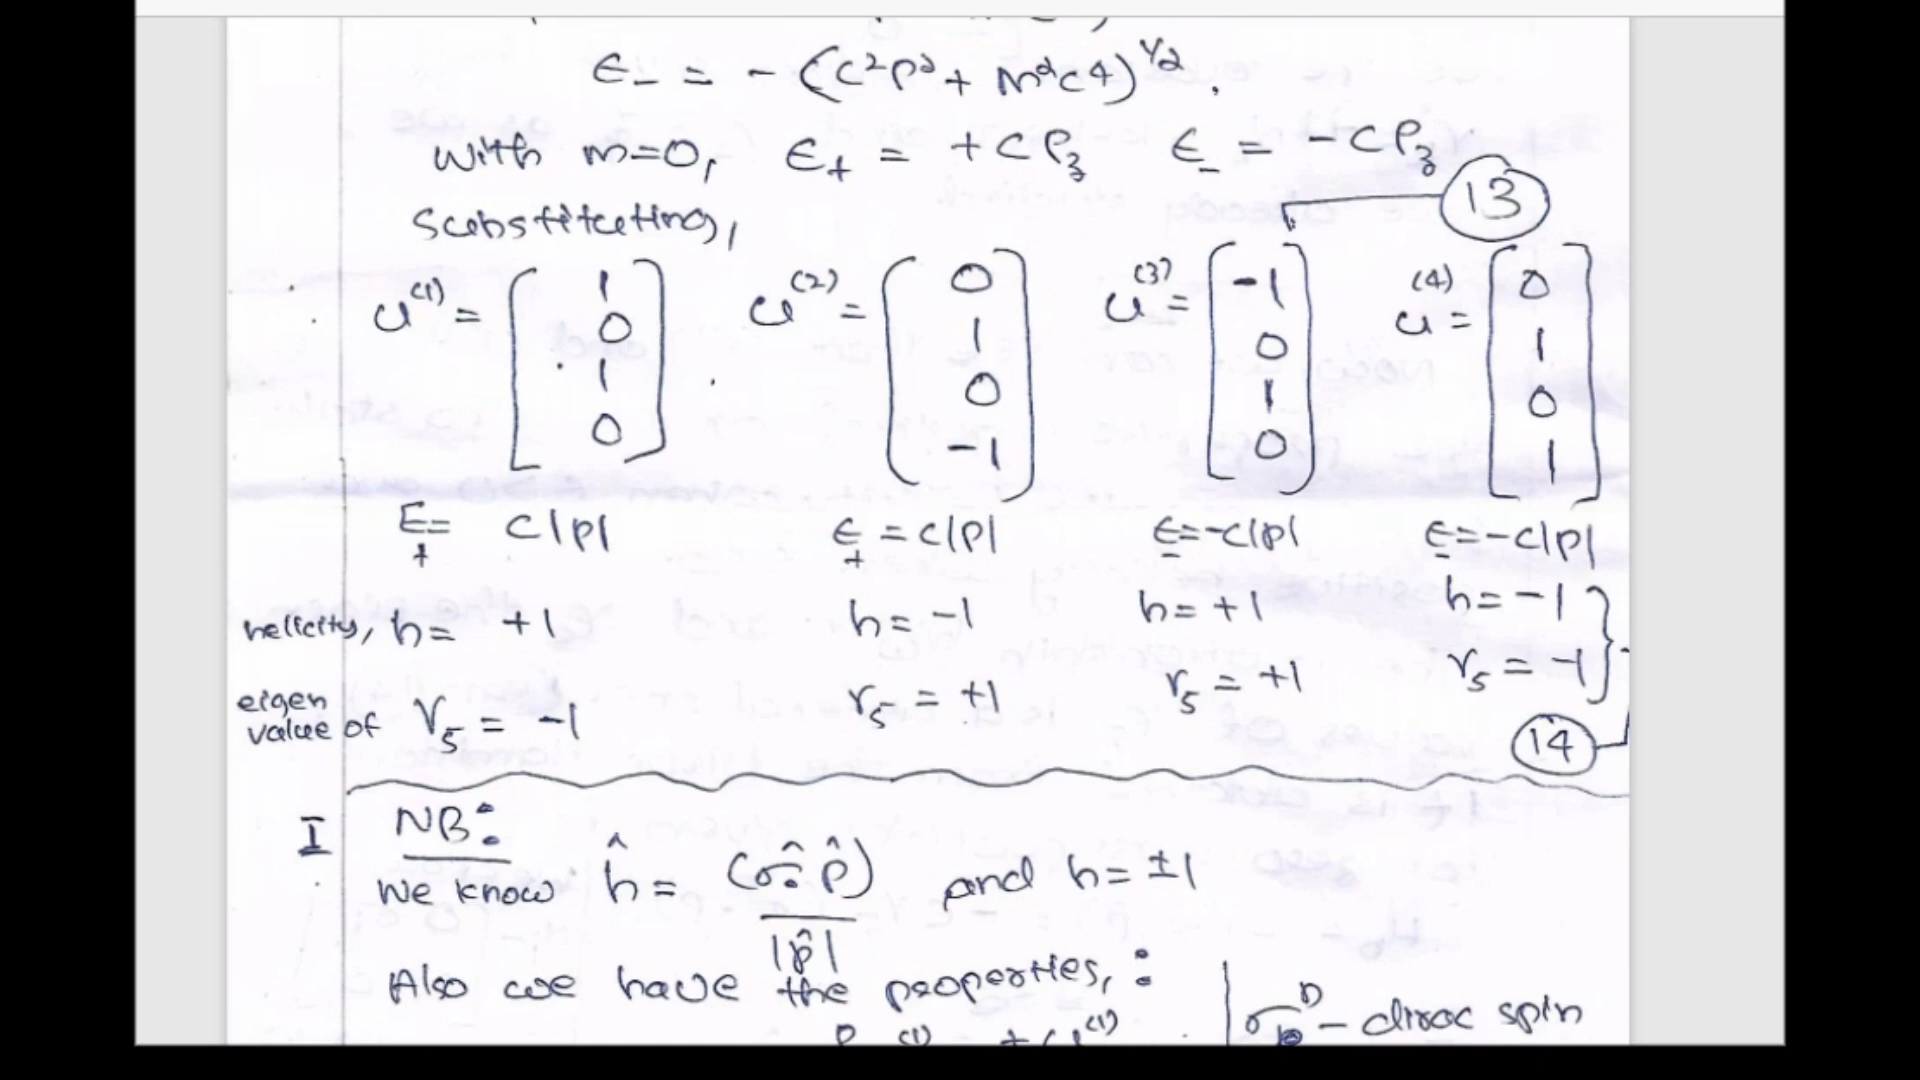 ϵ₋ = - (c²p² + m²c⁴)^1/2.
with m=0, ϵ₊ = +CP₃ ϵ₋ = -CP₃
13
Substituting,
u⁽¹⁾ = [1 0 1 0] u⁽²⁾ = [0 1 0 -1] u⁽³⁾ = [-1 0 1 0] u⁽⁴⁾ = [0 1 0 1]
E₊= c|p| ϵ₊ = c|p| ϵ₋=-c|p| ϵ₋=-c|p|
helicity, h= +1 h= -1 h= +1 h= -1
eigen value of γ₅ = -1 γ₅ = +1 γ₅ = +1 γ₅ = -1
14
I NB:
We know ĥ = (σ̂·p̂) / |p̂| and h= ±1
Also we have the properties, :
σᴰ - dirac spin